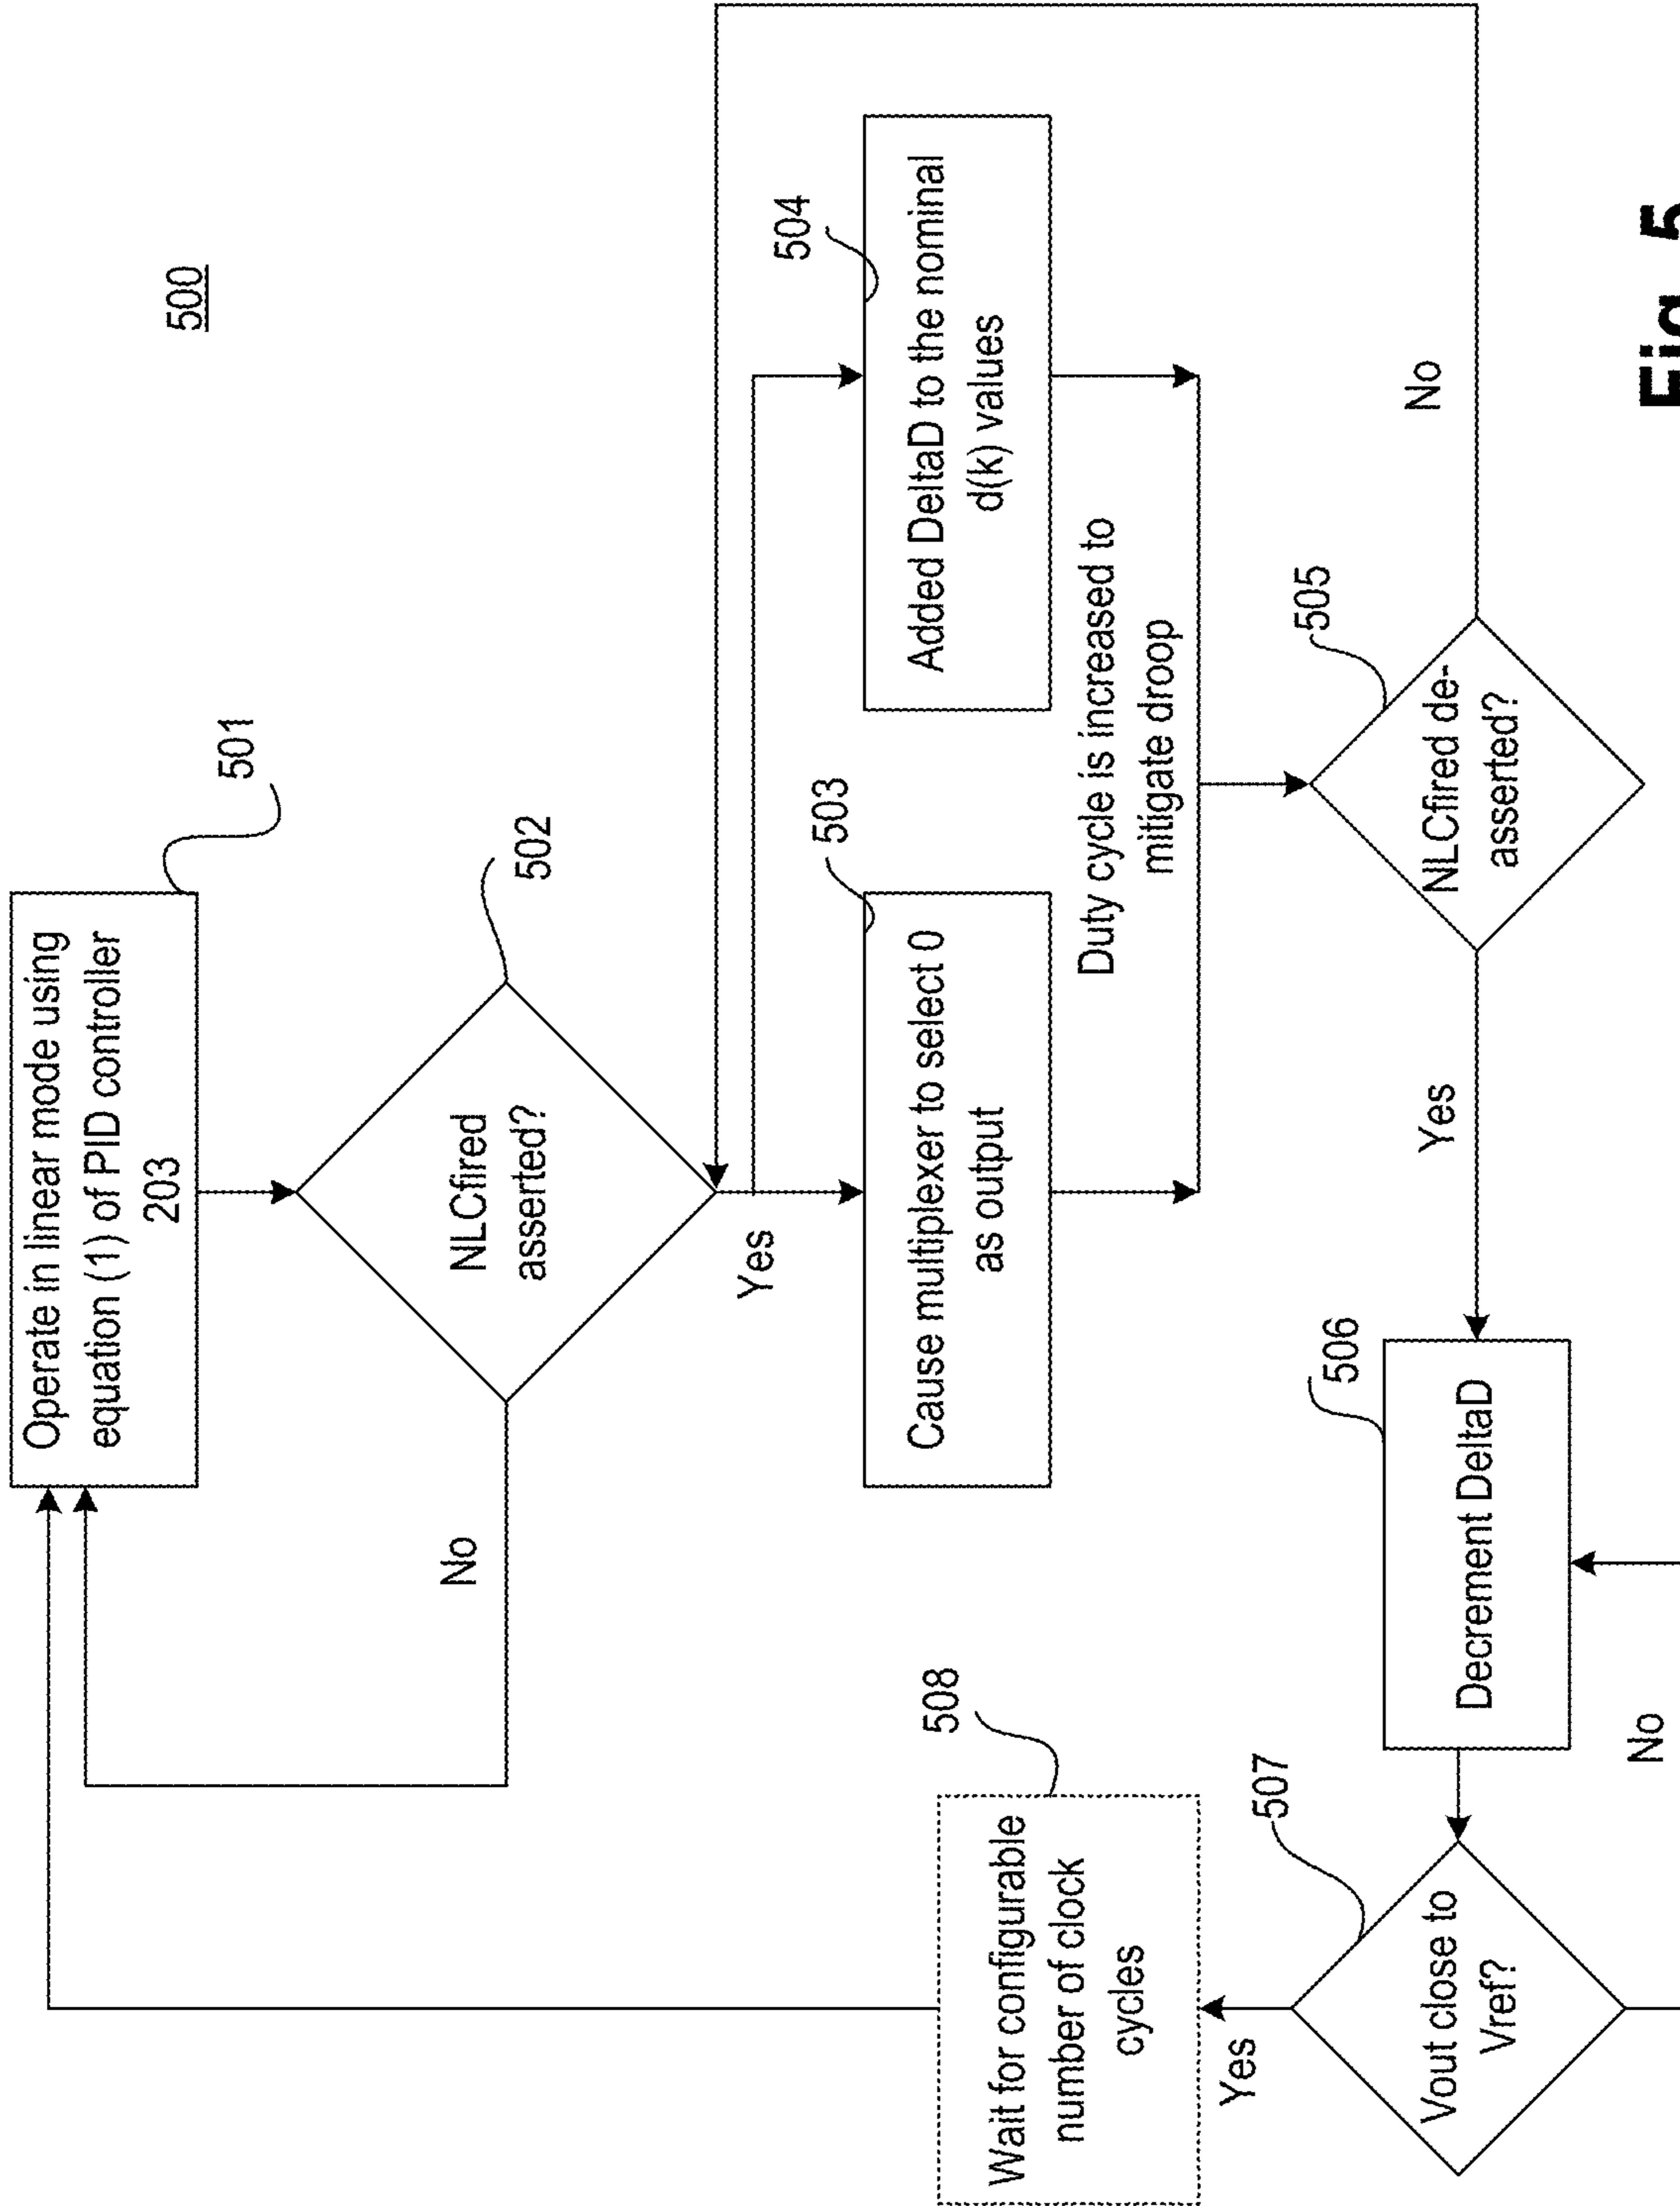 500
Operate in linear mode using
equation (1) of PID controller
203
501
NLCfired
asserted?
502
No
Yes
Cause multiplexer to select 0
as output
503
Added DeltaD to the nominal
d(k) values
504
Duty cycle is increased to
mitigate droop
NLCfired de-
asserted?
505
No
Yes
Decrement DeltaD
506
Vout close to
Vref?
507
No
Yes
Wait for configurable
number of clock
cycles
508
Fig. 5